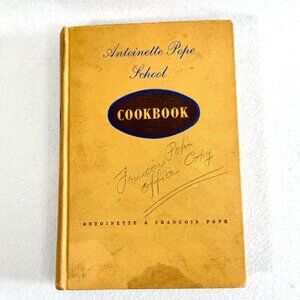 Antoinette Pope
School
COOKBOOK
Francois Pope
Office Copy
ANTOINETTE & FRANCOIS POPE